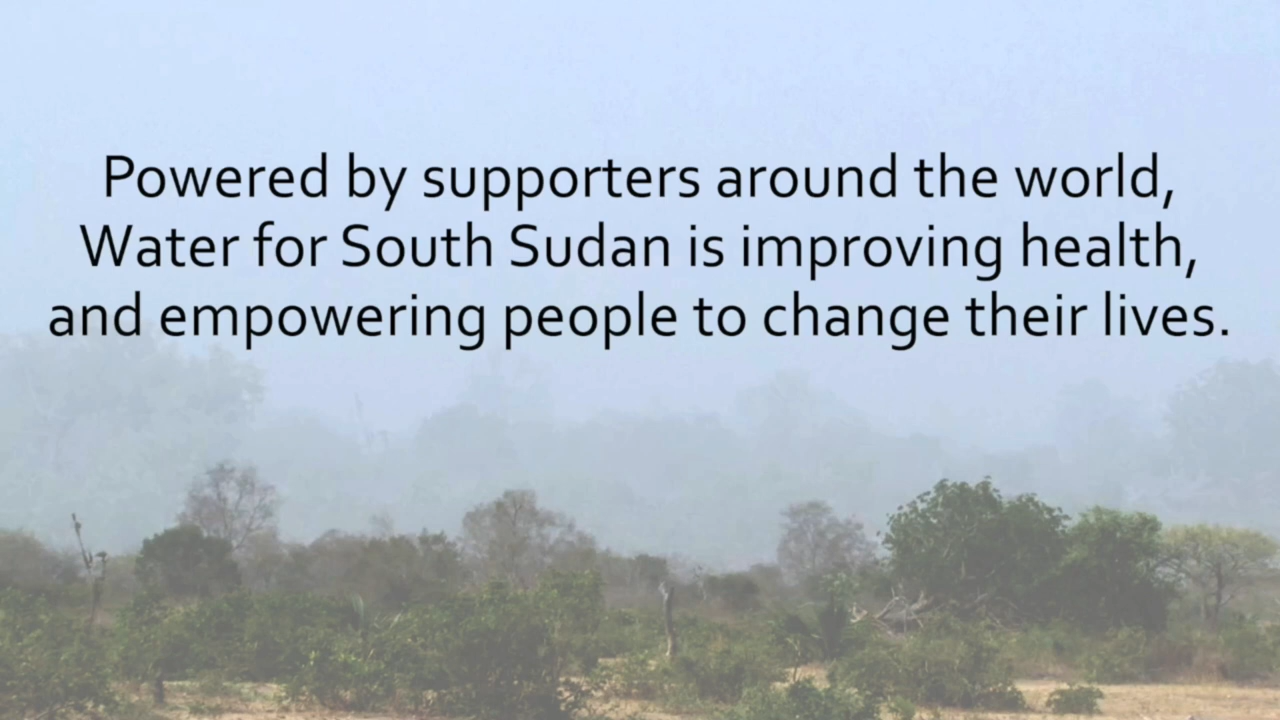 Powered by supporters around the world,
Water for South Sudan is improving health,
and empowering people to change their lives.